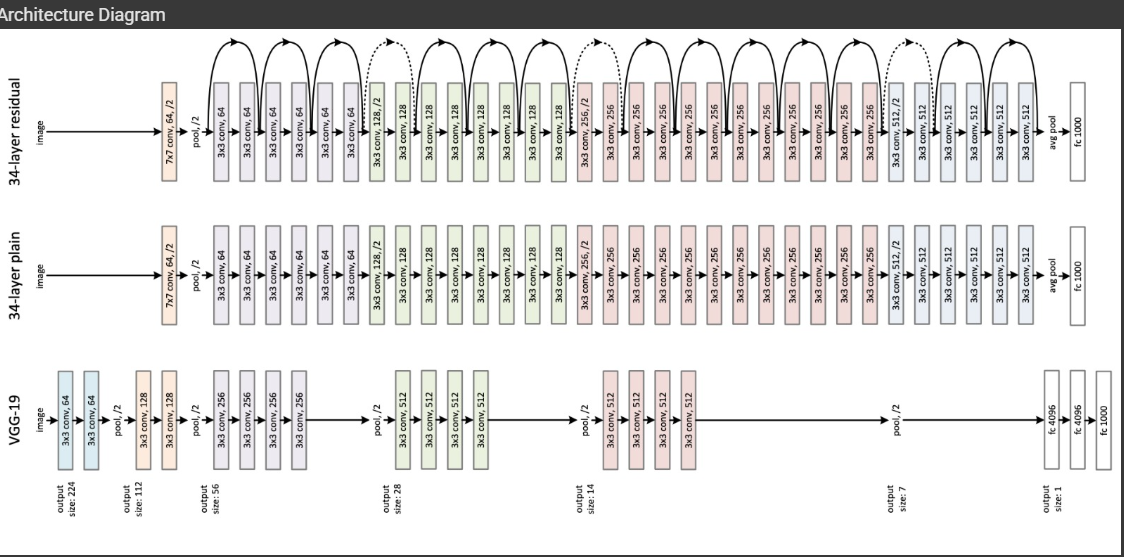 Architecture Diagram
34-layer residual
image
7x7 conv, 64, /2
pool, /2
3x3 conv, 64
3x3 conv, 64
3x3 conv, 64
3x3 conv, 64
3x3 conv, 64
3x3 conv, 64
3x3 conv, 128, /2
3x3 conv, 128
3x3 conv, 128
3x3 conv, 128
3x3 conv, 128
3x3 conv, 128
3x3 conv, 128
3x3 conv, 128
3x3 conv, 256, /2
3x3 conv, 256
3x3 conv, 256
3x3 conv, 256
3x3 conv, 256
3x3 conv, 256
3x3 conv, 256
3x3 conv, 256
3x3 conv, 256
3x3 conv, 256
3x3 conv, 256
3x3 conv, 256
3x3 conv, 512, /2
3x3 conv, 512
3x3 conv, 512
3x3 conv, 512
3x3 conv, 512
3x3 conv, 512
avg pool
fc 1000
34-layer plain
image
7x7 conv, 64, /2
pool, /2
3x3 conv, 64
3x3 conv, 64
3x3 conv, 64
3x3 conv, 64
3x3 conv, 64
3x3 conv, 64
3x3 conv, 128, /2
3x3 conv, 128
3x3 conv, 128
3x3 conv, 128
3x3 conv, 128
3x3 conv, 128
3x3 conv, 128
3x3 conv, 128
3x3 conv, 256, /2
3x3 conv, 256
3x3 conv, 256
3x3 conv, 256
3x3 conv, 256
3x3 conv, 256
3x3 conv, 256
3x3 conv, 256
3x3 conv, 256
3x3 conv, 256
3x3 conv, 256
3x3 conv, 256
3x3 conv, 512, /2
3x3 conv, 512
3x3 conv, 512
3x3 conv, 512
3x3 conv, 512
3x3 conv, 512
avg pool
fc 1000
VGG-19
image
3x3 conv, 64
3x3 conv, 64
pool, /2
3x3 conv, 128
3x3 conv, 128
pool, /2
3x3 conv, 256
3x3 conv, 256
3x3 conv, 256
3x3 conv, 256
pool, /2
3x3 conv, 512
3x3 conv, 512
3x3 conv, 512
3x3 conv, 512
pool, /2
3x3 conv, 512
3x3 conv, 512
3x3 conv, 512
3x3 conv, 512
pool, /2
fc 4096
fc 4096
fc 1000
output
size: 224
output
size: 112
output
size: 56
output
size: 28
output
size: 14
output
size: 7
output
size: 1